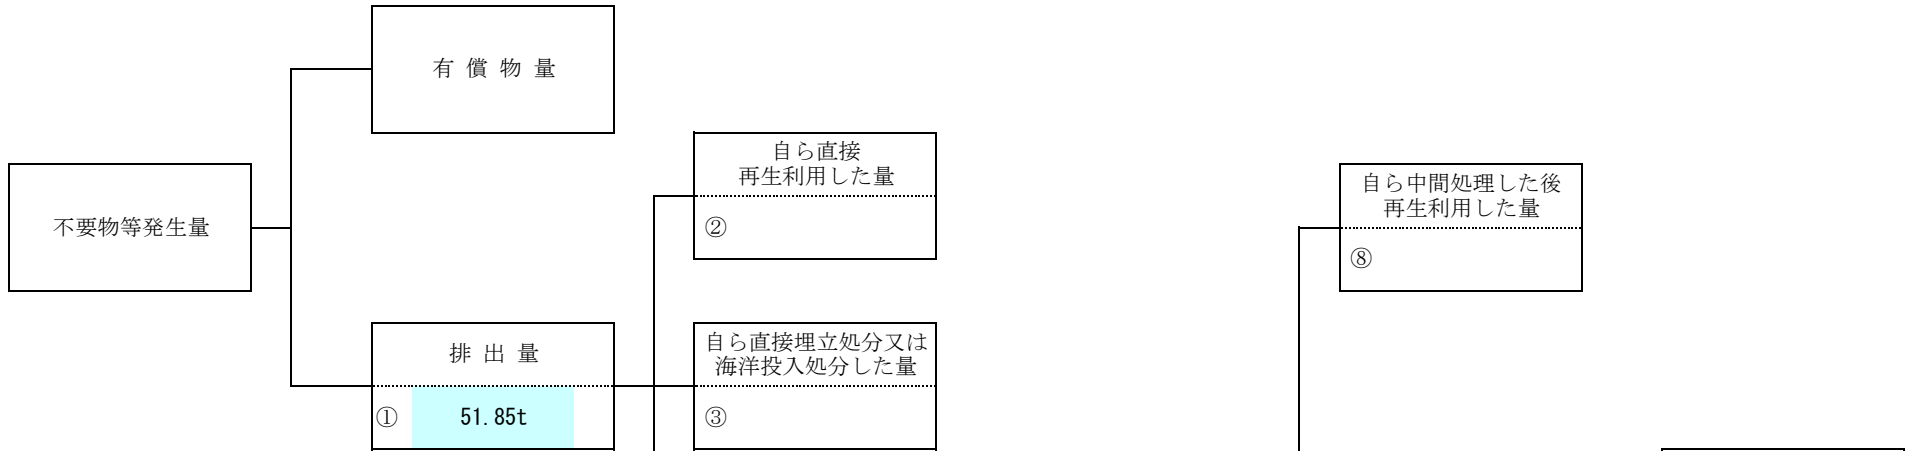 有 償 物 量
自ら直接
再生利用した量
②
自ら中間処理した後
再生利用した量
⑧
不要物等発生量
排 出 量
① 51.85t
自ら直接埋立処分又は
海洋投入処分した量
③